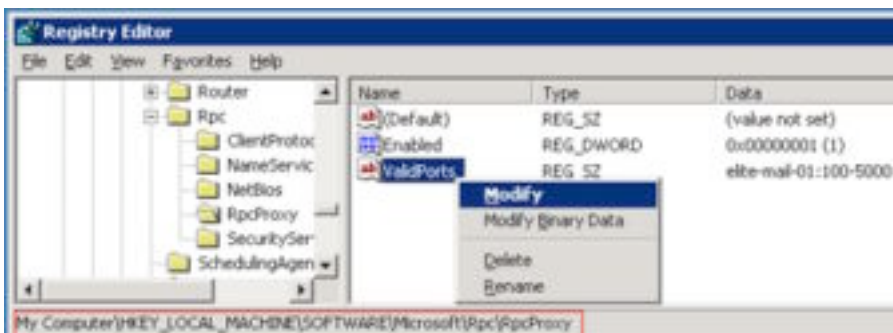 Registry Editor
File Edit View Favorites Help
Router
Rpc
ClientProtoc
NameServic
NetBios
RpcProxy
SecuritySer
SchedulingAgen
Name Type Data
(Default) REG_SZ (value not set)
Enabled REG_DWORD 0x00000001 (1)
ValidPorts REG_SZ elite-mail-01:100-5000
Modify
Modify Binary Data
Delete
Rename
My Computer\HKEY_LOCAL_MACHINE\SOFTWARE\Microsoft\Rpc\RpcProxy